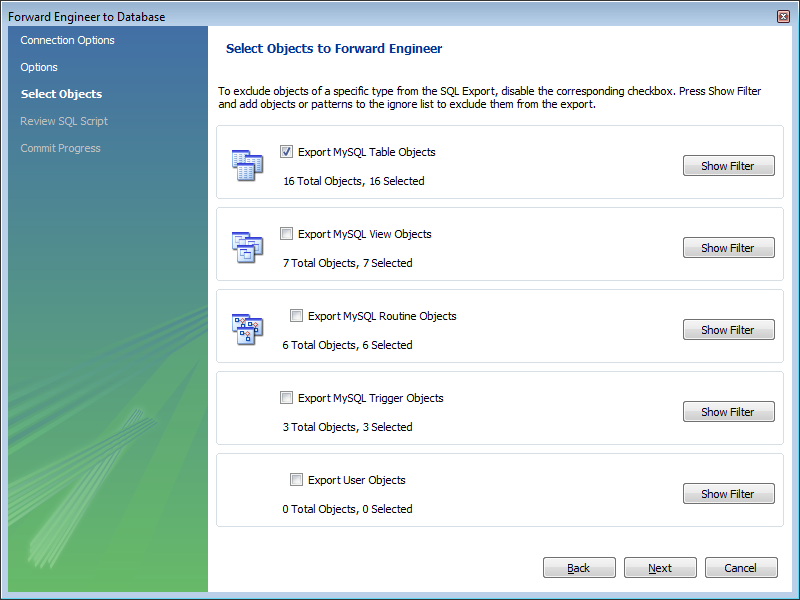 Forward Engineer to Database
Connection Options
Options
Select Objects
Review SQL Script
Commit Progress
Select Objects to Forward Engineer
To exclude objects of a specific type from the SQL Export, disable the corresponding checkbox. Press Show Filter
and add objects or patterns to the ignore list to exclude them from the export.
Export MySQL Table Objects
16 Total Objects, 16 Selected
Show Filter
Export MySQL View Objects
7 Total Objects, 7 Selected
Show Filter
Export MySQL Routine Objects
6 Total Objects, 6 Selected
Show Filter
Export MySQL Trigger Objects
3 Total Objects, 3 Selected
Show Filter
Export User Objects
0 Total Objects, 0 Selected
Show Filter
Back
Next
Cancel